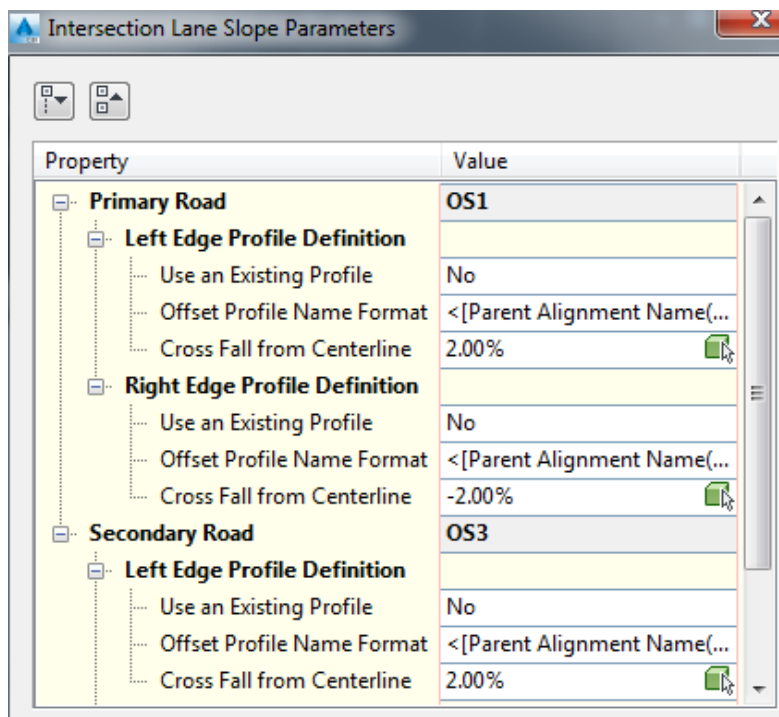 Intersection Lane Slope Parameters
Property Value
Primary Road OS1
Left Edge Profile Definition
Use an Existing Profile No
Offset Profile Name Format <[Parent Alignment Name(...
Cross Fall from Centerline 2.00%
Right Edge Profile Definition
Use an Existing Profile No
Offset Profile Name Format <[Parent Alignment Name(...
Cross Fall from Centerline -2.00%
Secondary Road OS3
Left Edge Profile Definition
Use an Existing Profile No
Offset Profile Name Format <[Parent Alignment Name(...
Cross Fall from Centerline 2.00%